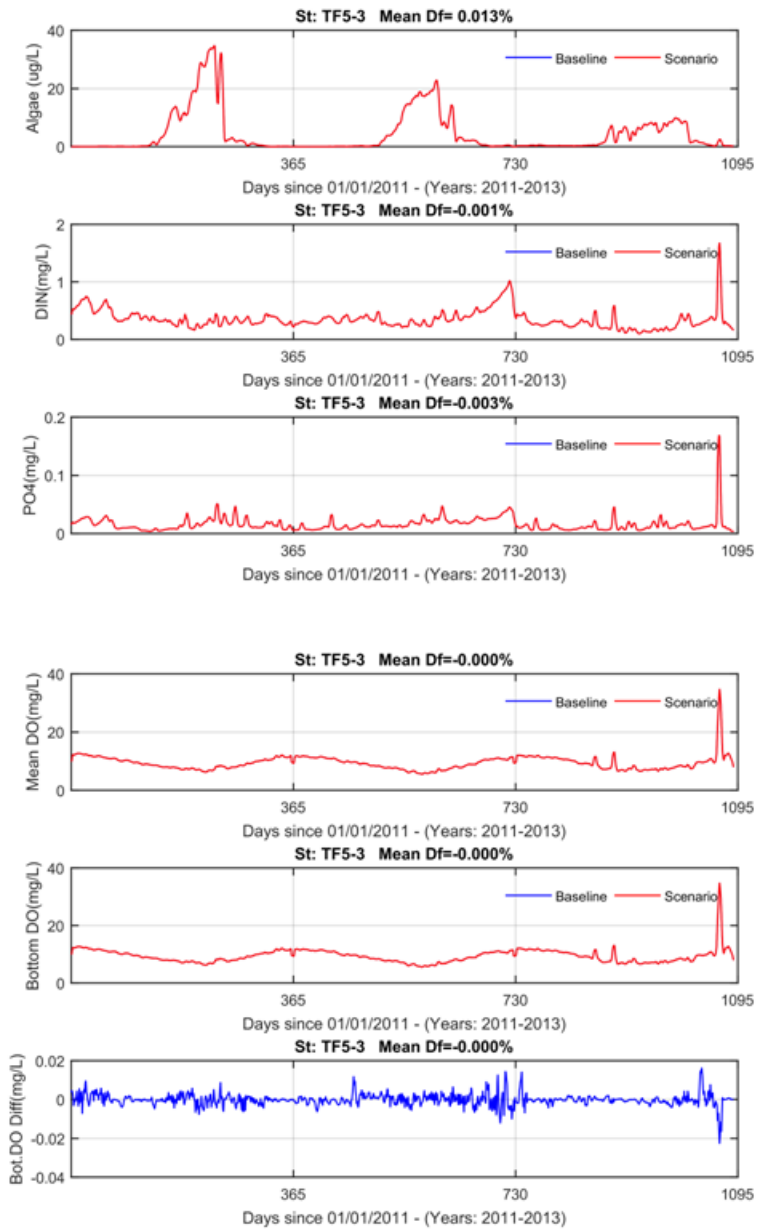 St: TF5-3 Mean Df= 0.013%
40
20
0
Algae (ug/L)
Baseline Scenario
365 730 1095
Days since 01/01/2011 - (Years: 2011-2013)
St: TF5-3 Mean Df=-0.001%
2
1
0
DIN(mg/L)
Baseline Scenario
365 730 1095
Days since 01/01/2011 - (Years: 2011-2013)
St: TF5-3 Mean Df=-0.003%
0.2
0.1
0
PO4(mg/L)
Baseline Scenario
365 730 1095
Days since 01/01/2011 - (Years: 2011-2013)
St: TF5-3 Mean Df=-0.000%
40
20
0
Mean DO(mg/L)
Baseline Scenario
365 730 1095
Days since 01/01/2011 - (Years: 2011-2013)
St: TF5-3 Mean Df=-0.000%
40
20
0
Bottom DO(mg/L)
Baseline Scenario
365 730 1095
Days since 01/01/2011 - (Years: 2011-2013)
St: TF5-3 Mean Df=-0.000%
0.02
0
-0.02
-0.04
Bot.DO Diff(mg/L)
365 730 1095
Days since 01/01/2011 - (Years: 2011-2013)